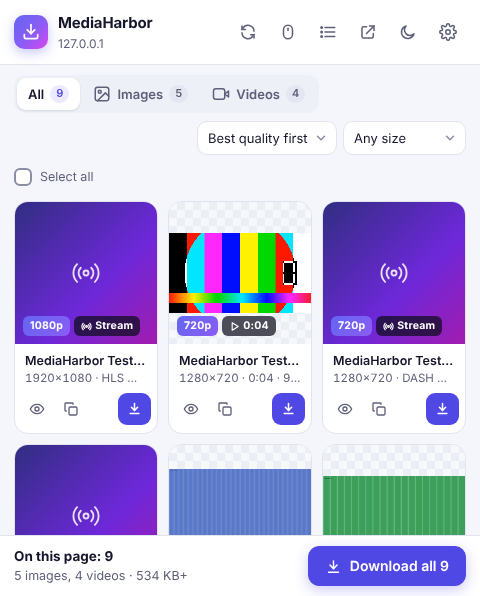 MediaHarbor
127.0.0.1
All 9 Images 5 Videos 4
Best quality first Any size
Select all
1080p Stream 720p 0:04 720p Stream
MediaHarbor Test... MediaHarbor Test... MediaHarbor Test...
1920×1080 · HLS ... 1280×720 · 0:04 · 9... 1280×720 · DASH ...
On this page: 9
5 images, 4 videos · 534 KB+
Download all 9